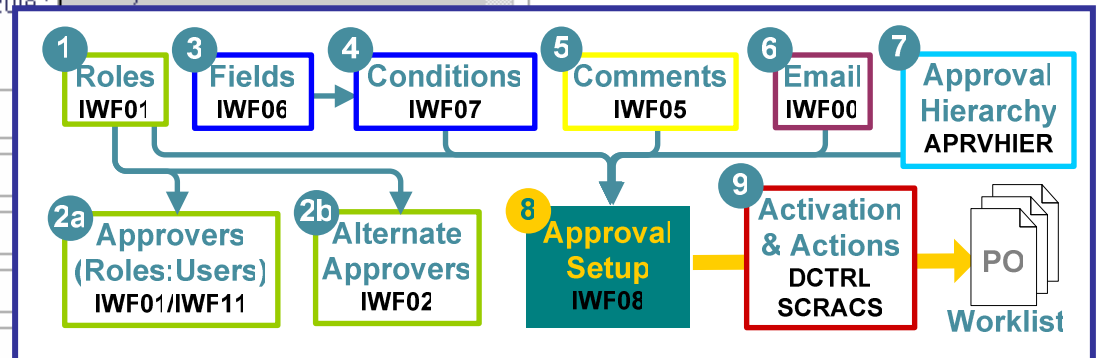 1
Roles
IWF01
3
Fields
IWF06
4
Conditions
IWF07
5
Comments
IWF05
6
Email
IWF00
7
Approval
Hierarchy
APRVHIER
2a
Approvers
(Roles:Users)
IWF01/IWF11
2b
Alternate
Approvers
IWF02
8
Approval
Setup
IWF08
9
Activation
& Actions
DCTRL
SCRACS
PO
Worklist